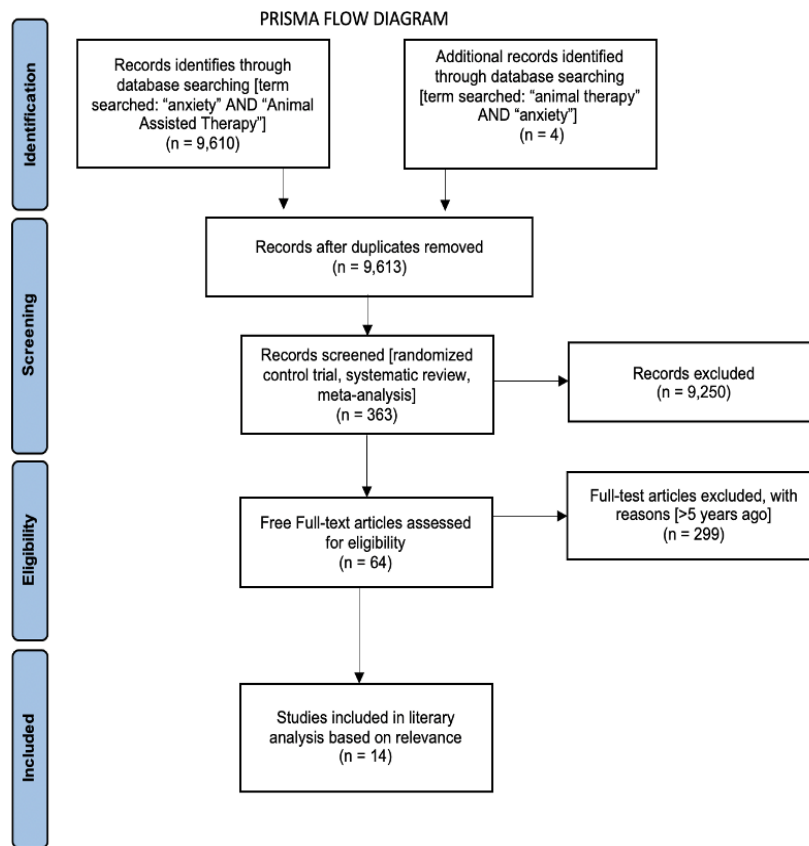 PRISMA FLOW DIAGRAM
Identification
Records identifies through
database searching [term
searched: “anxiety” AND “Animal
Assisted Therapy”]
(n = 9,610)
Additional records identified
through database searching
[term searched: “animal therapy”
AND “anxiety”]
(n = 4)
Screening
Records after duplicates removed
(n = 9,613)
Records screened [randomized
control trial, systematic review,
meta-analysis]
(n = 363)
Records excluded
(n = 9,250)
Eligibility
Free Full-text articles assessed
for eligibility
(n = 64)
Full-test articles excluded, with
reasons [>5 years ago]
(n = 299)
Included
Studies included in literary
analysis based on relevance
(n = 14)